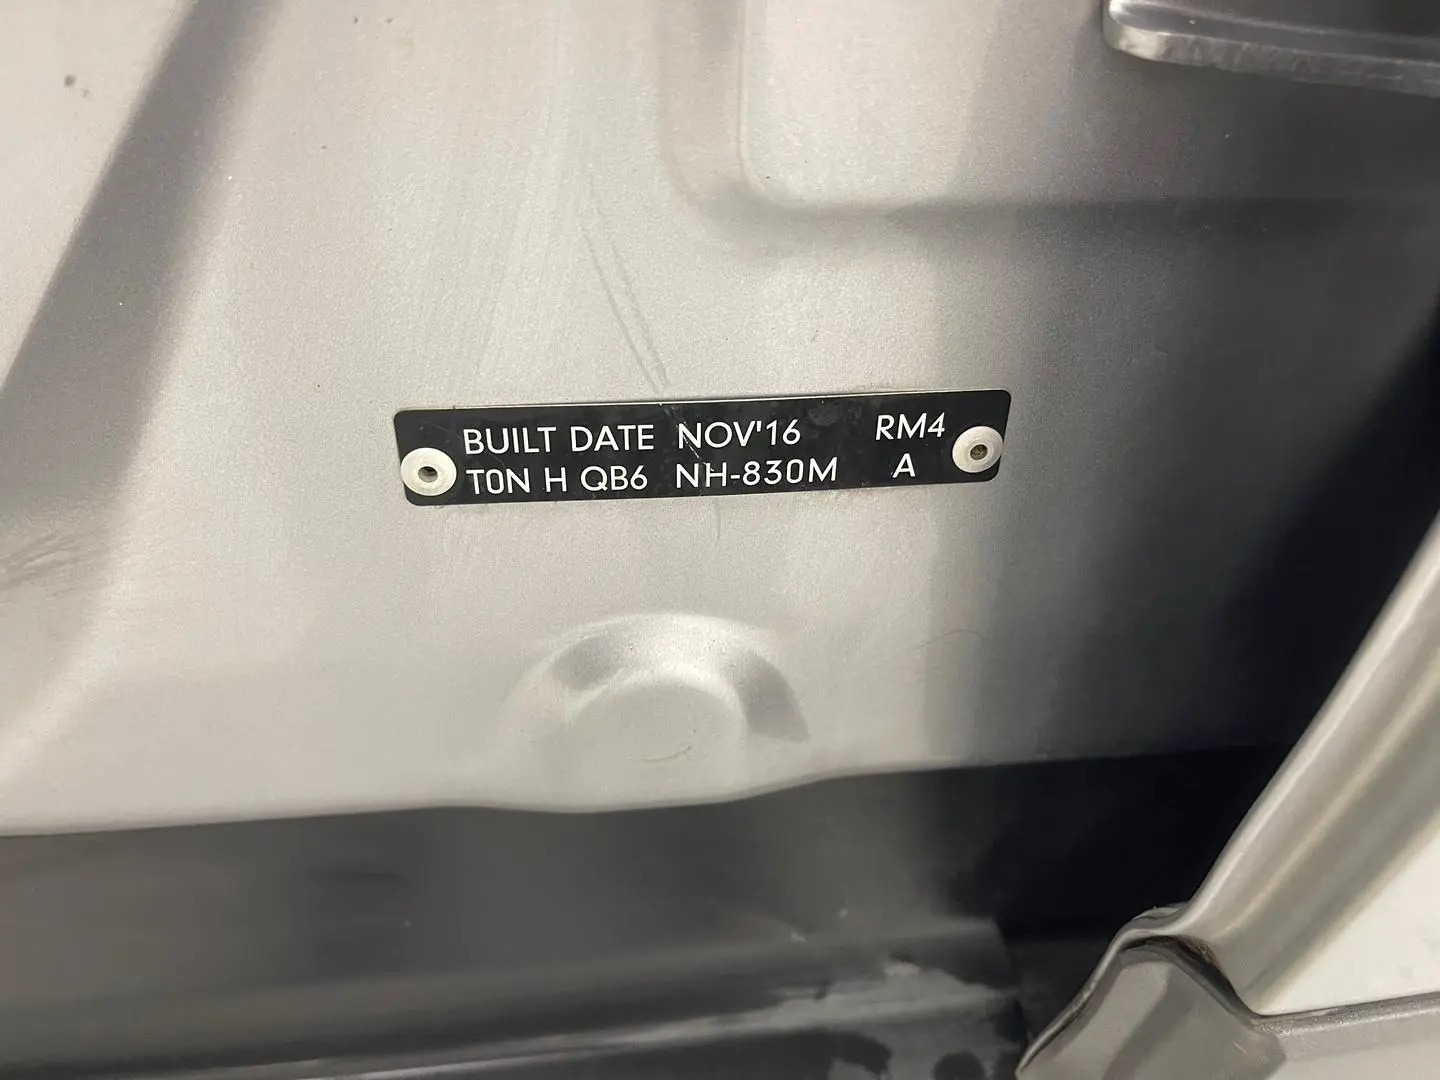 BUILT DATE NOV'16 RM4
T0N H QB6 NH-830M A